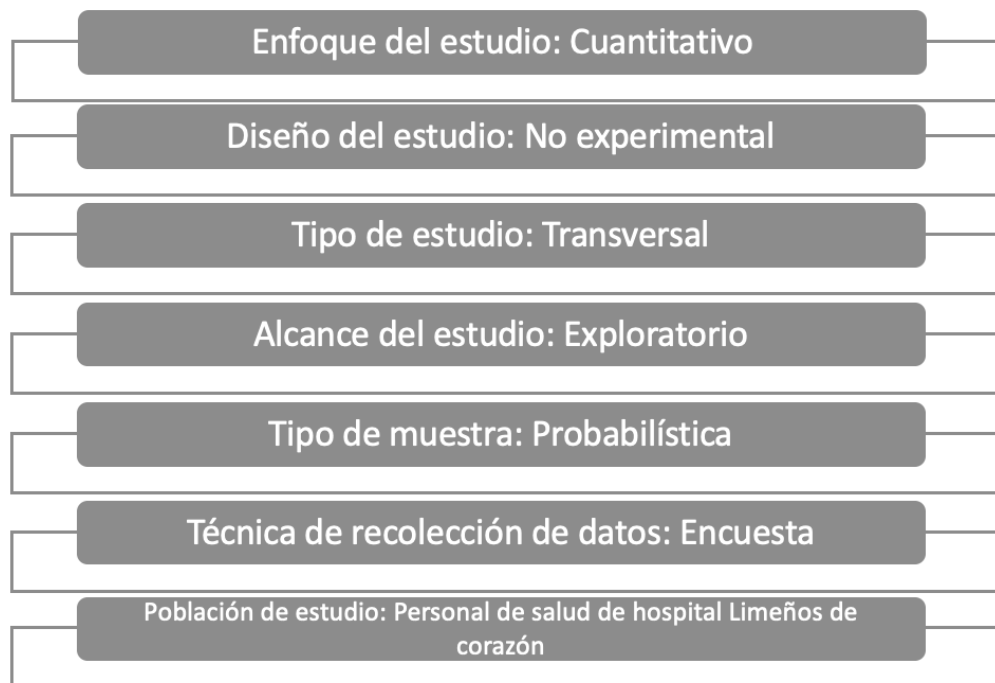 Enfoque del estudio: Cuantitativo
Diseño del estudio: No experimental
Tipo de estudio: Transversal
Alcance del estudio: Exploratorio
Tipo de muestra: Probabilística
Técnica de recolección de datos: Encuesta
Población de estudio: Personal de salud de hospital Limeños de
corazón